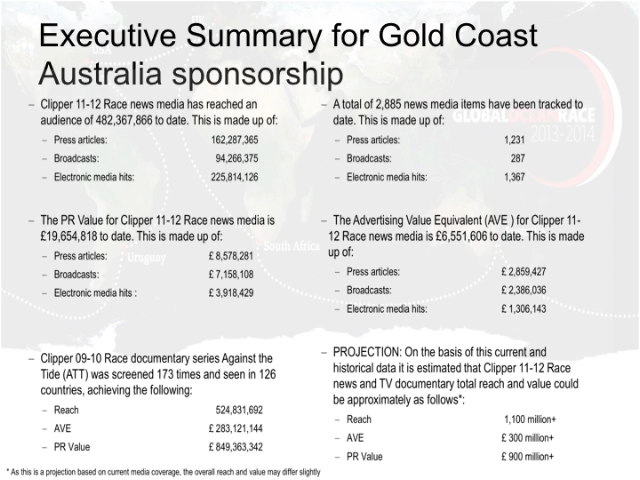 Executive Summary for Gold Coast
Australia sponsorship
– Clipper 11-12 Race news media has reached an
audience of 482,367,866 to date. This is made up of:
– Press articles: 162,287,365
– Broadcasts: 94,266,375
– Electronic media hits: 225,814,126
– The PR Value for Clipper 11-12 Race news media is
£19,654,818 to date. This is made up of:
– Press articles: £ 8,578,281
– Broadcasts: £ 7,158,108
– Electronic media hits : £ 3,918,429
– Clipper 09-10 Race documentary series Against the
Tide (ATT) was screened 173 times and seen in 126
countries, achieving the following:
– Reach 524,831,692
– AVE £ 283,121,144
– PR Value £ 849,363,342
– A total of 2,885 news media items have been tracked to
date. This is made up of:
– Press articles: 1,231
– Broadcasts: 287
– Electronic media hits: 1,367
– The Advertising Value Equivalent (AVE ) for Clipper 11-
12 Race news media is £6,551,606 to date. This is made
up of:
– Press articles: £ 2,859,427
– Broadcasts: £ 2,386,036
– Electronic media hits: £ 1,306,143
– PROJECTION: On the basis of this current and
historical data it is estimated that Clipper 11-12 Race
news and TV documentary total reach and value could
be approximately as follows*:
– Reach 1,100 million+
– AVE £ 300 million+
– PR Value £ 900 million+
* As this is a projection based on current media coverage, the overall reach and value may differ slightly
GLOBALOCEANRACE
2013-2014
South Africa
Uruguay